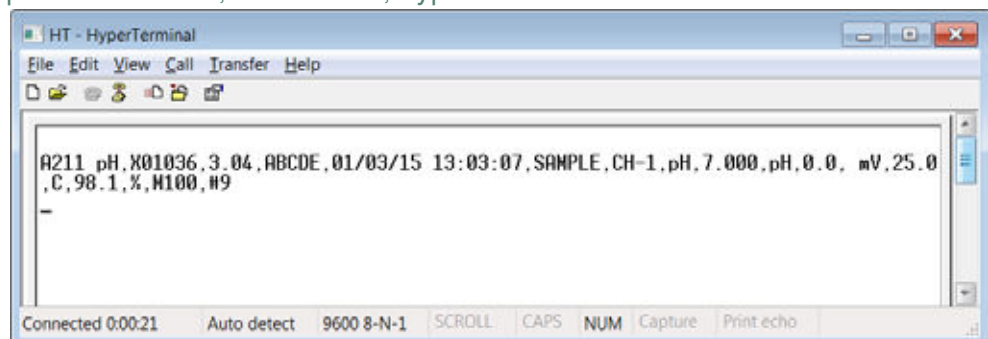 HT - HyperTerminal
File Edit View Call Transfer Help
A211 pH,X01036,3.04,ABCDE,01/03/15 13:03:07,SAMPLE,CH-1,pH,7.000,pH,0.0, mV,25.0
,C,98.1,%,M100,#9
Connected 0:00:21 Auto detect 9600 8-N-1 SCROLL CAPS NUM Capture Print echo